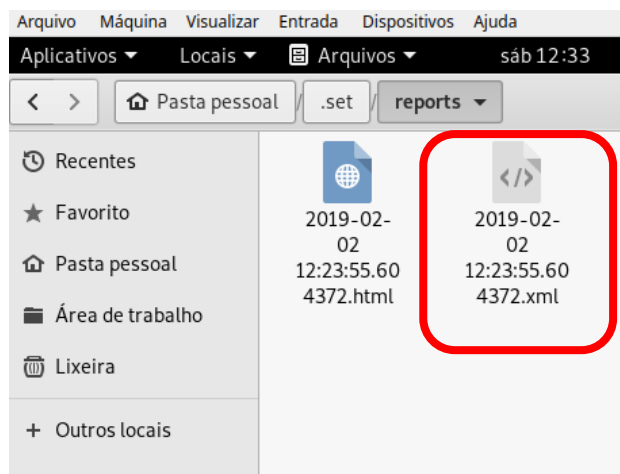 Arquivo Máquina Visualizar Entrada Dispositivos Ajuda
Aplicativos Locais Arquivos sáb 12:33
Pasta pessoal / .set / reports
Recentes
Favorito
Pasta pessoal
Área de trabalho
Lixeira
Outros locais
2019-02-
02
12:23:55.60
4372.html
2019-02-
02
12:23:55.60
4372.xml